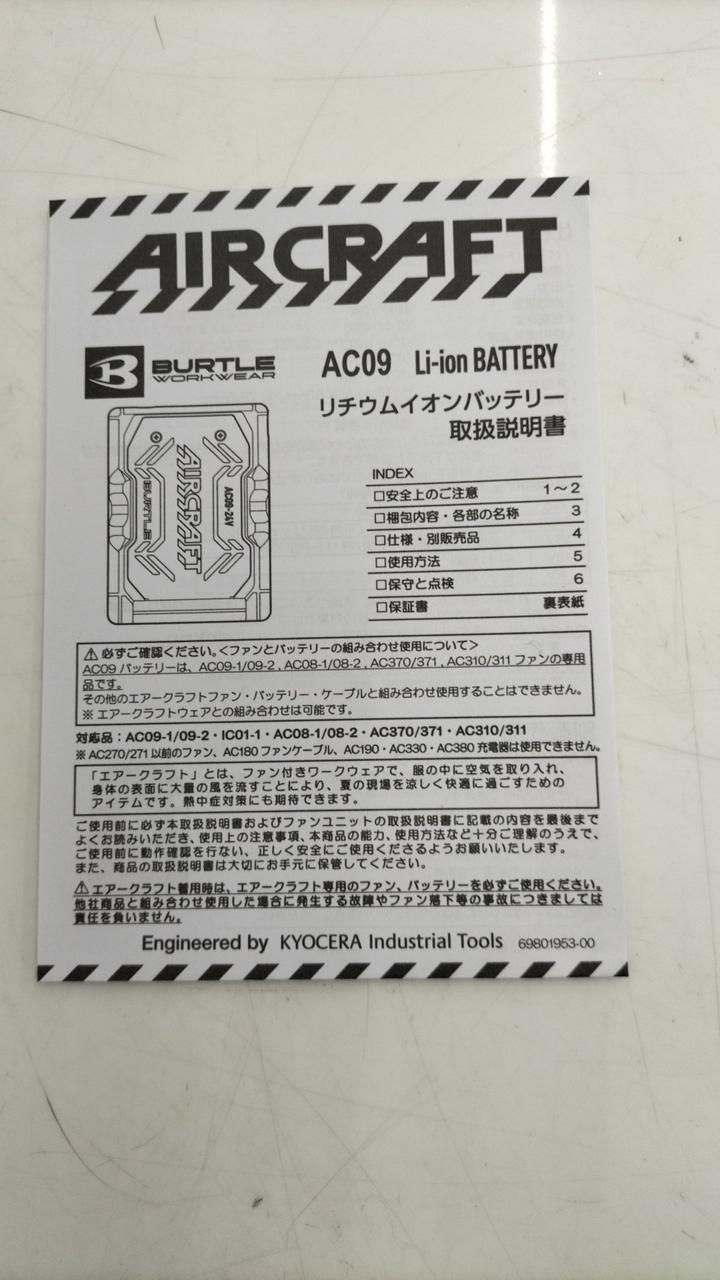 AIRCRAFT
BURTLE
WORKWEAR
AC09 Li-ion BATTERY
リチウムイオンバッテリー
取扱説明書
AIRCRAFT
BURTLE
AC09-24V
INDEX
□安全上のご注意 1～2
□梱包内容・各部の名称 3
□仕様・別販売品 4
□使用方法 5
□保守と点検 6
□保証書 裏表紙
⚠必ずご確認ください。＜ファンとバッテリーの組み合わせ使用について＞
AC09 バッテリーは、AC09-1/09-2 , AC08-1/08-2 , AC370/371 , AC310/311 ファンの専用
品です。
その他のエアークラフトファン・バッテリー・ケーブルと組み合わせ使用することはできません。
※ エアークラフトウェアとの組み合わせは可能です。
対応品：AC09-1/09-2・IC01-1・AC08-1/08-2・AC370/371・AC310/311
※ AC270/271 以前のファン、AC180 ファンケーブル、AC190・AC330・AC380 充電器は使用できません。
「エアークラフト」とは、ファン付きワークウェアで、服の中に空気を取り入れ、
身体の表面に大量の風を流すことにより、夏の現場を涼しく快適に過ごすための
アイテムです。熱中症対策にも期待できます。
ご使用前に必ず本取扱説明書およびファンユニットの取扱説明書に記載の内容を最後まで
よくお読みいただき、使用上の注意事項、本商品の能力、使用方法など十分ご理解のうえで、
ご使用前に動作確認を行ない、正しく安全にご使用くださるようお願いいたします。
また、商品の取扱説明書は大切にお手元に保管してください。
⚠エアークラフト着用時は、エアークラフト専用のファン、バッテリーを必ずご使用ください。
他社商品と組み合わせ使用した場合に発生する故障やファン落下等の事故につきましては
責任を負いません。
Engineered by KYOCERA Industrial Tools 69801953-00